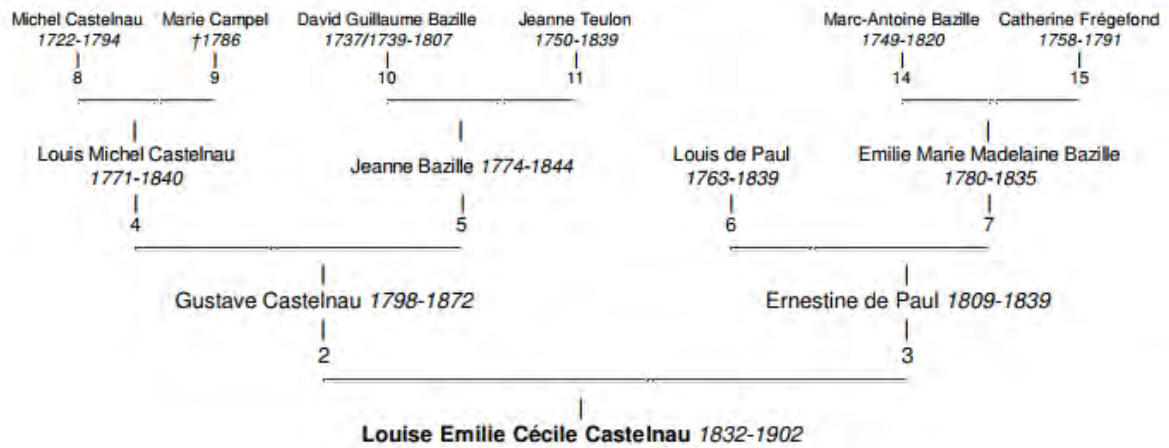 Michel Castelnau Marie Campel David Guillaume Bazille Jeanne Teulon Marc-Antoine Bazille Catherine Frégefond
1722-1794 †1786 1737/1739-1807 1750-1839 1749-1820 1758-1791
8 9 10 11 14 15
Louis Michel Castelnau
1771-1840
Jeanne Bazille 1774-1844
Louis de Paul
1763-1839
Emilie Marie Madelaine Bazille
1780-1835
4 5 6 7
Gustave Castelnau 1798-1872 Ernestine de Paul 1809-1839
2 3
Louise Emilie Cécile Castelnau 1832-1902